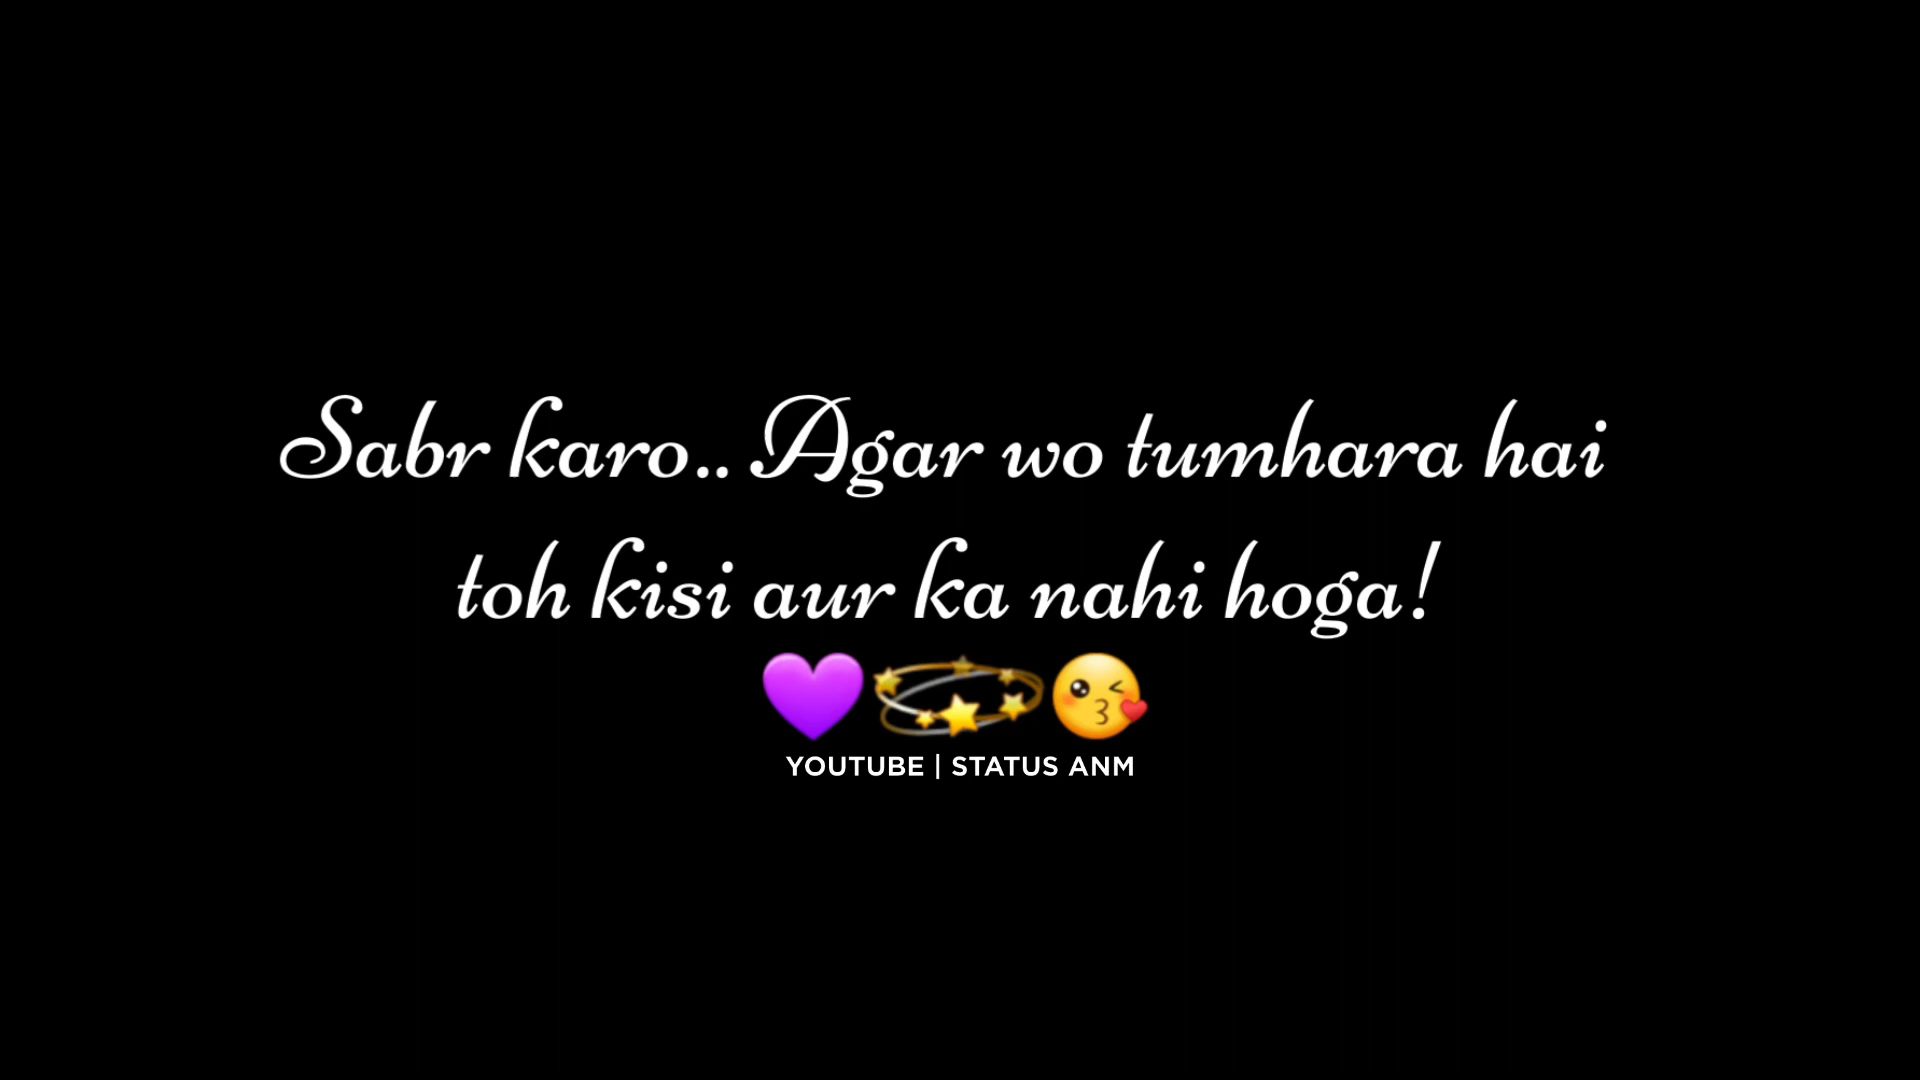 Sabr karo.. Agar wo tumhara hai
toh kisi aur ka nahi hoga!
💜💫😘
YOUTUBE | STATUS ANM